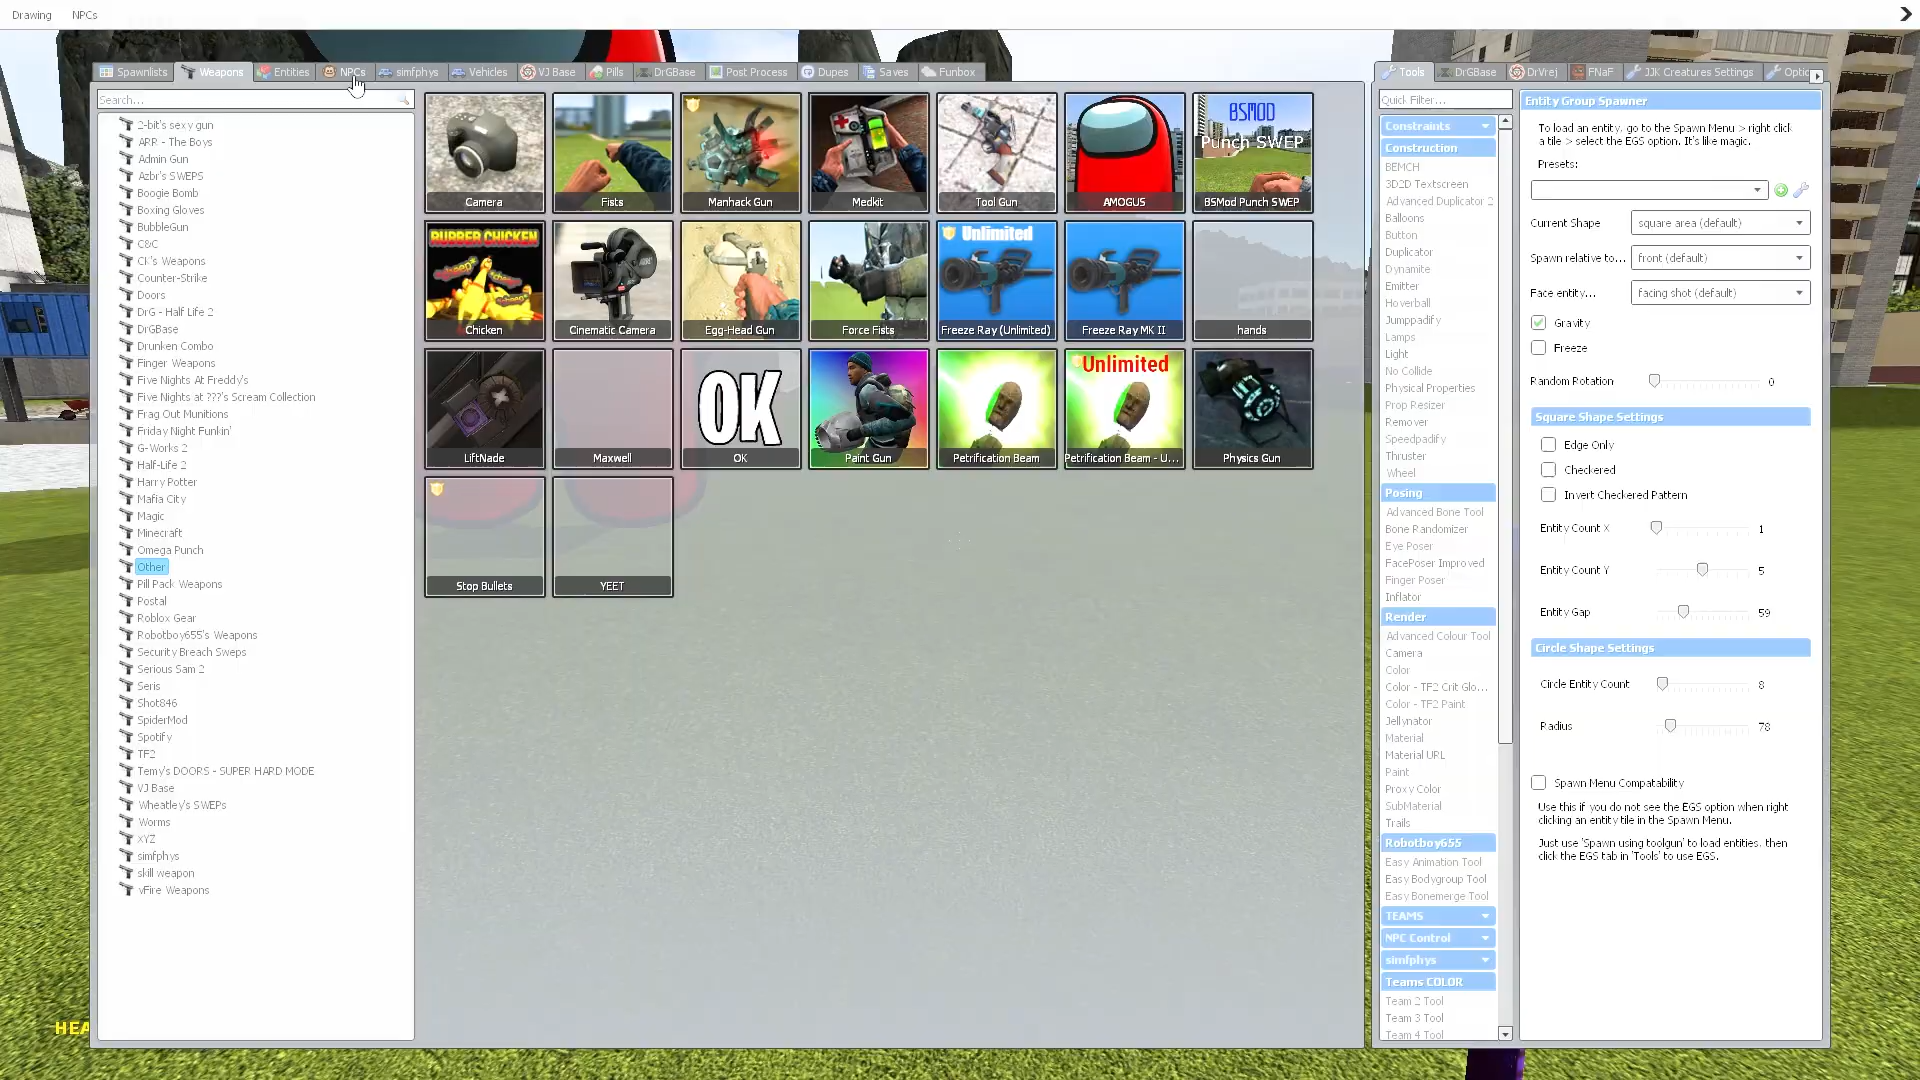 Drawing NPCs
Spawnlists Weapons Entities NPCs simfphys Vehicles VJ Base Pills DrGBase Post Process Dupes Saves Funbox
Search...
2-bit's sexy gun
ARR - The Boys
Admin Gun
Azbr's SWEPS
Boogie Bomb
Boxing Gloves
BubbleGun
C&C
CK's Weapons
Counter-Strike
Doors
DrG - Half Life 2
DrGBase
Drunken Combo
Finger Weapons
Five Nights At Freddy's
Five Nights at ???'s Scream Collection
Frag Out Munitions
Friday Night Funkin'
G-Works 2
Half-Life 2
Harry Potter
Mafia City
Magic
Minecraft
Omega Punch
Other
Pill Pack Weapons
Postal
Roblox Gear
Robotboy655's Weapons
Security Breach Sweps
Serious Sam 2
Seris
Shot846
SpiderMod
Spotify
TF2
Temy's DOORS - SUPER HARD MODE
VJ Base
Wheatley's SWEPs
Worms
XYZ
simfphys
skill weapon
vFire Weapons
HEA
BSMOD
Punch SWEP
Camera Fists Manhack Gun Medkit Tool Gun AMOGUS BSMod Punch SWEP
RUBBER CHICKEN
Unlimited
Chicken Cinematic Camera Egg-Head Gun Force Fists Freeze Ray (Unlimited) Freeze Ray MK II hands
OK
Unlimited
LiftNade Maxwell OK Paint Gun Petrification Beam Petrification Beam - U... Physics Gun
Stop Bullets YEET
Tools DrGBase DrVrej FNaF JJK Creatures Settings Optio
Quick Filter...
Constraints
Construction
BEMCH
3D2D Textscreen
Advanced Duplicator 2
Balloons
Button
Duplicator
Dynamite
Emitter
Hoverball
Jumppadify
Lamps
Light
No Collide
Physical Properties
Prop Resizer
Remover
Speedpadify
Thruster
Wheel
Posing
Advanced Bone Tool
Bone Randomizer
Eye Poser
FacePoser Improved
Finger Poser
Inflator
Render
Advanced Colour Tool
Camera
Color
Color - TF2 Crit Glo...
Color - TF2 Paint
Jellynator
Material
Material URL
Paint
Proxy Color
SubMaterial
Trails
Robotboy655
Easy Animation Tool
Easy Bodygroup Tool
Easy Bonemerge Tool
TEAMS
NPC Control
simfphys
Teams COLOR
Team 2 Tool
Team 3 Tool
Team 4 Tool
Entity Group Spawner
To load an entity, go to the Spawn Menu > right click
a tile > select the EGS option. It's like magic.
Presets:
Current Shape square area (default)
Spawn relative to... front (default)
Face entity... facing shot (default)
Gravity
Freeze
Random Rotation 0
Square Shape Settings
Edge Only
Checkered
Invert Checkered Pattern
Entity Count X 1
Entity Count Y 5
Entity Gap 59
Circle Shape Settings
Circle Entity Count 8
Radius 78
Spawn Menu Compatability
Use this if you do not see the EGS option when right
clicking an entity tile in the Spawn Menu.
Just use 'Spawn using toolgun' to load entities, then
click the EGS tab in 'Tools' to use EGS.